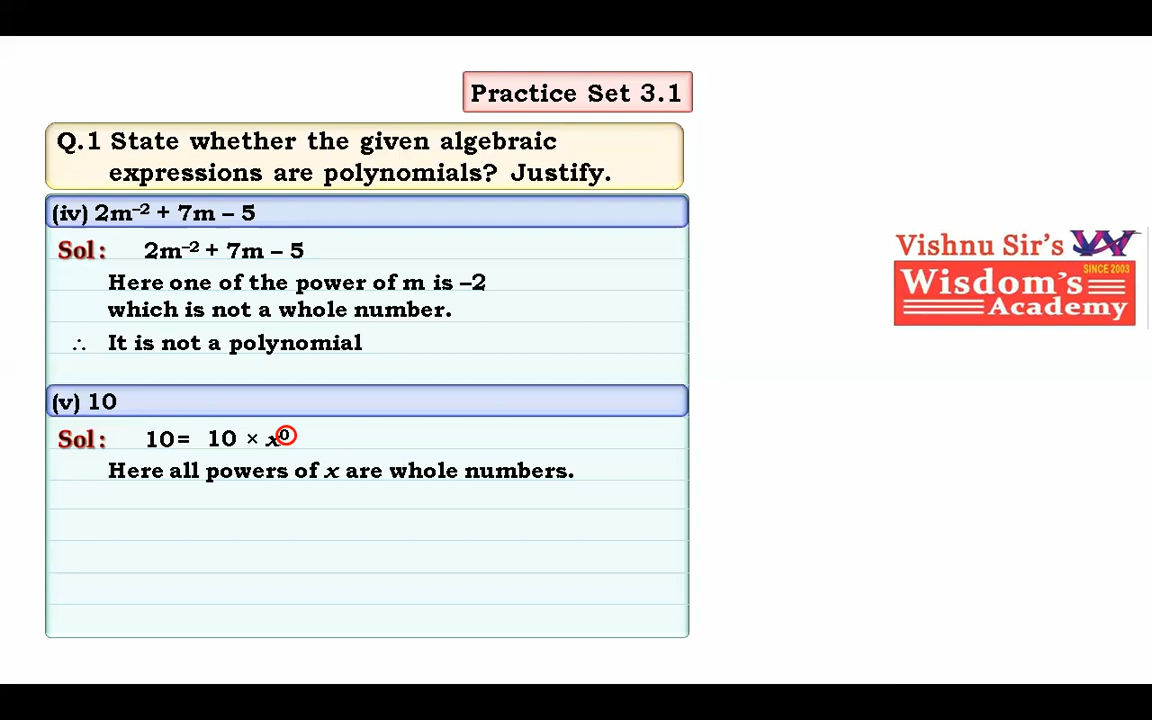 Practice Set 3.1
Q.1 State whether the given algebraic
expressions are polynomials? Justify.
(iv) 2m⁻² + 7m – 5
Sol: 2m⁻² + 7m – 5
Here one of the power of m is –2
which is not a whole number.
∴ It is not a polynomial
(v) 10
Sol: 10 = 10 × x⁰
Here all powers of x are whole numbers.
Vishnu Sir's
SINCE 2003
Wisdom's
Academy